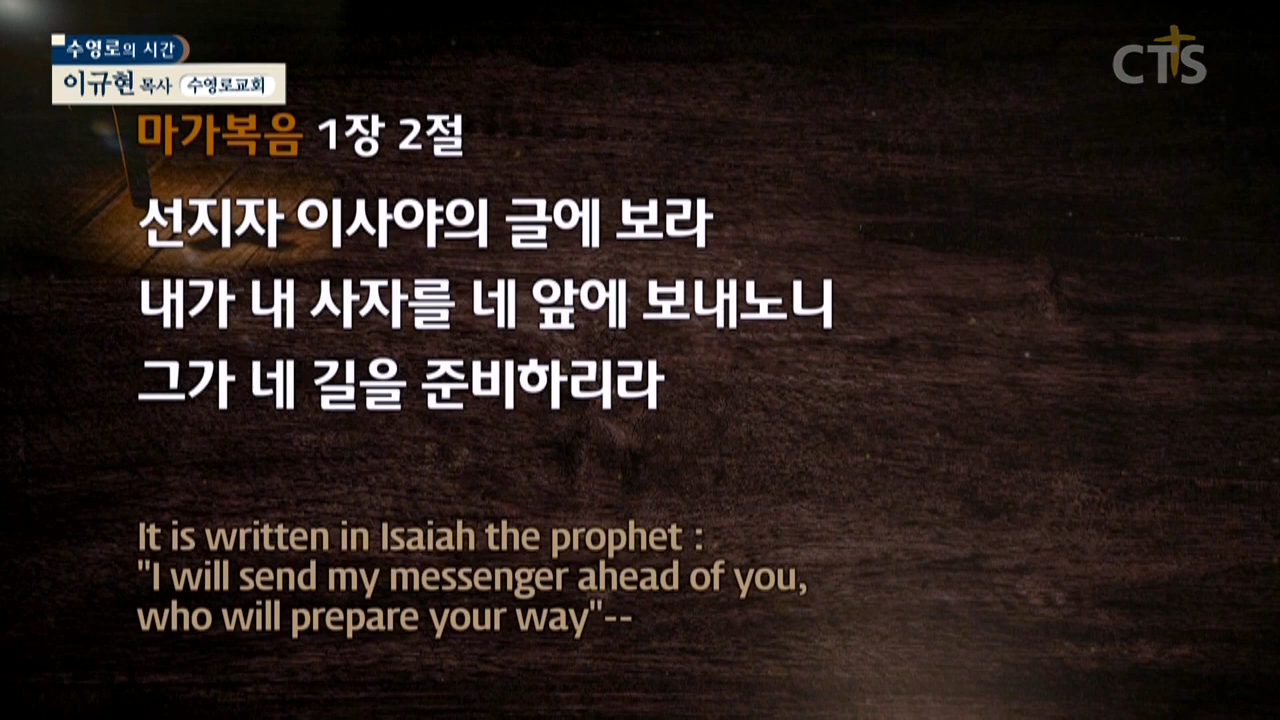 수영로의 시간
이규현 목사 수영로교회
CTS
마가복음 1장 2절
선지자 이사야의 글에 보라
내가 내 사자를 네 앞에 보내노니
그가 네 길을 준비하리라
It is written in Isaiah the prophet :
"I will send my messenger ahead of you,
who will prepare your way"--